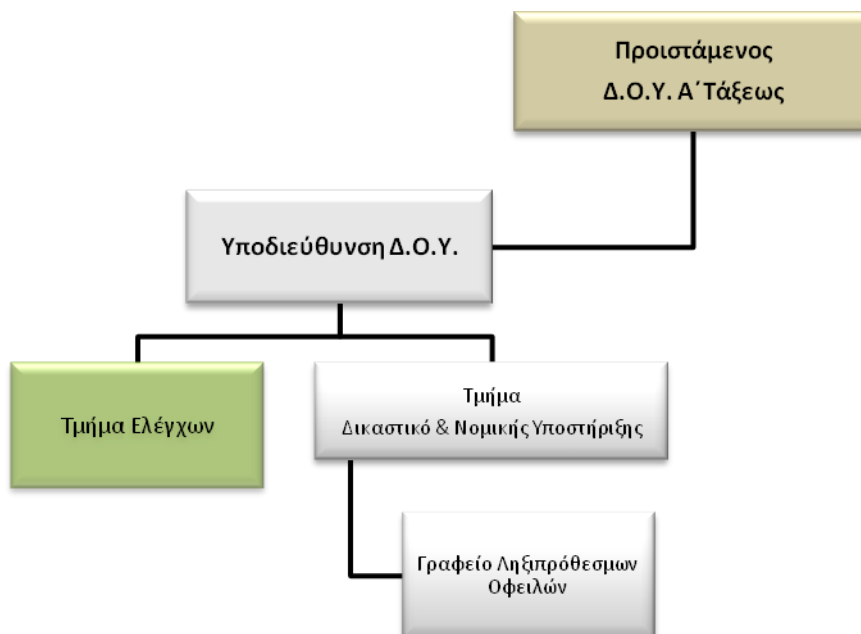 Προιστάμενος
Δ.Ο.Υ. Α΄Τάξεως
Υποδιεύθυνση Δ.Ο.Υ.
Τμήμα Ελέγχων
Τμήμα
Δικαστικό & Νομικής Υποστήριξης
Γραφείο Ληξιπρόθεσμων
Οφειλών